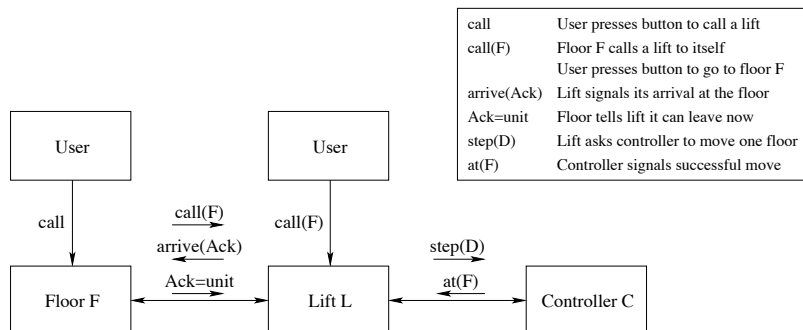 call User presses button to call a lift
call(F) Floor F calls a lift to itself
User presses button to go to floor F
arrive(Ack) Lift signals its arrival at the floor
Ack=unit Floor tells lift it can leave now
step(D) Lift asks controller to move one floor
at(F) Controller signals successful move
User
User
call
call(F)
call(F)
arrive(Ack)
step(D)
Ack=unit
at(F)
Floor F
Lift L
Controller C